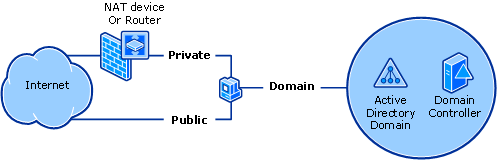 NAT device
Or Router
Private
Internet
Domain
Public
Active
Directory
Domain
Domain
Controller